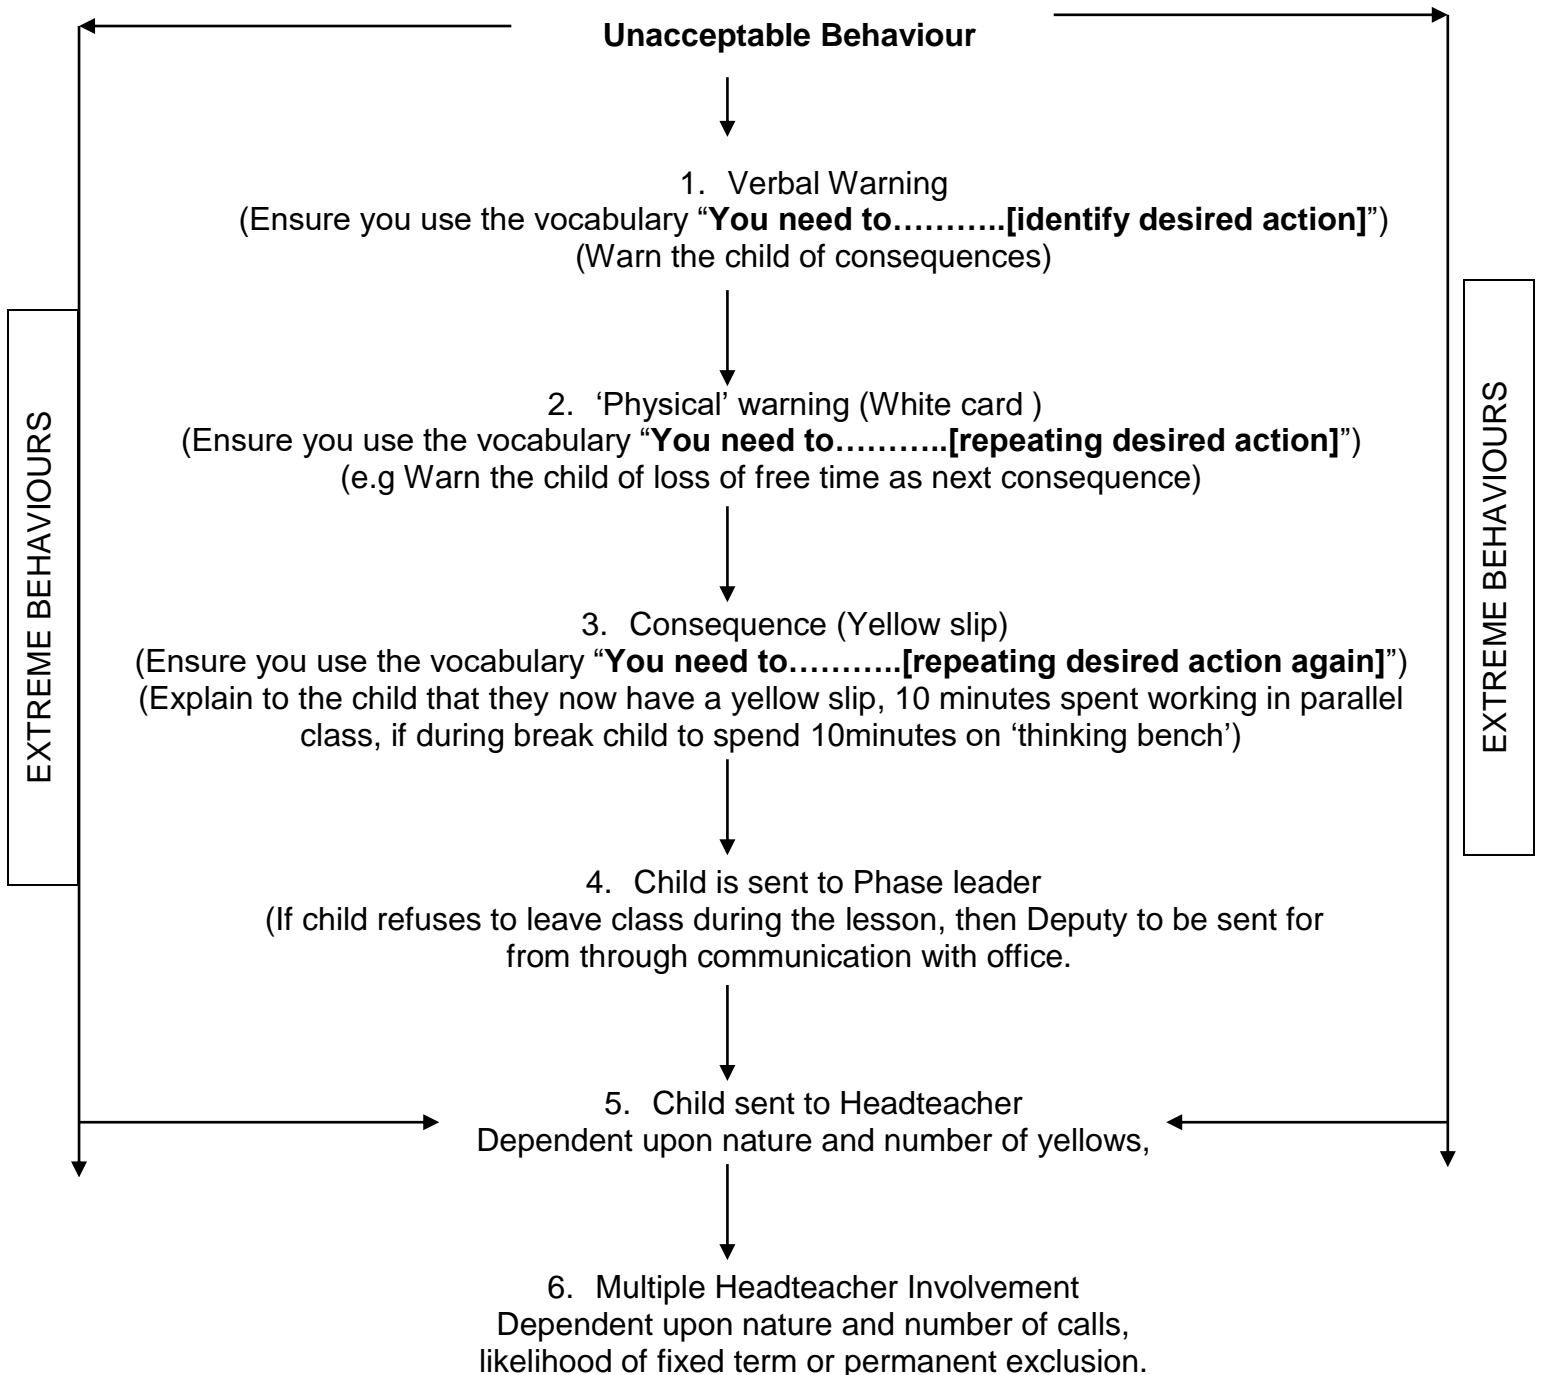 Unacceptable Behaviour
1. Verbal Warning
(Ensure you use the vocabulary “You need to………..[identify desired action]”)
(Warn the child of consequences)
EXTREME BEHAVIOURS
EXTREME BEHAVIOURS
2. ‘Physical’ warning (White card )
(Ensure you use the vocabulary “You need to………..[repeating desired action]”)
(e.g Warn the child of loss of free time as next consequence)
3. Consequence (Yellow slip)
(Ensure you use the vocabulary “You need to………..[repeating desired action again]”)
(Explain to the child that they now have a yellow slip, 10 minutes spent working in parallel
class, if during break child to spend 10minutes on ‘thinking bench’)
4. Child is sent to Phase leader
(If child refuses to leave class during the lesson, then Deputy to be sent for
from through communication with office.
5. Child sent to Headteacher
Dependent upon nature and number of yellows,
6. Multiple Headteacher Involvement
Dependent upon nature and number of calls,
likelihood of fixed term or permanent exclusion.